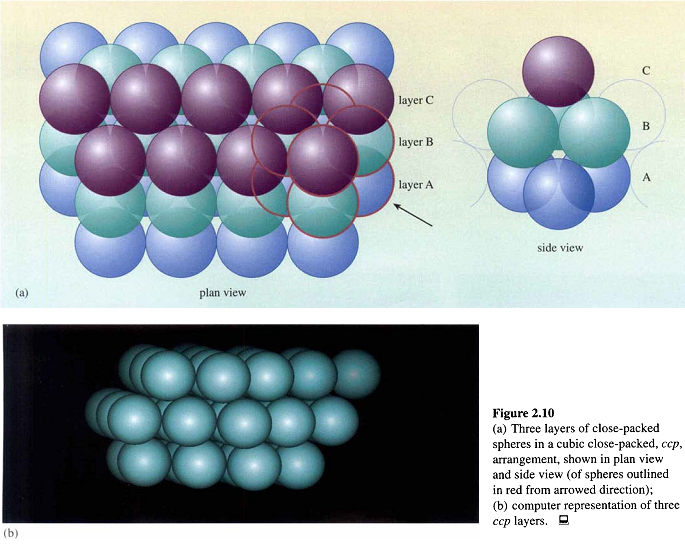 layer C
layer B
layer A
C
B
A
side view
(a)
plan view
Figure 2.10
(a) Three layers of close-packed
spheres in a cubic close-packed, ccp,
arrangement, shown in plan view
and side view (of spheres outlined
in red from arrowed direction);
(b) computer representation of three
ccp layers.
(b)